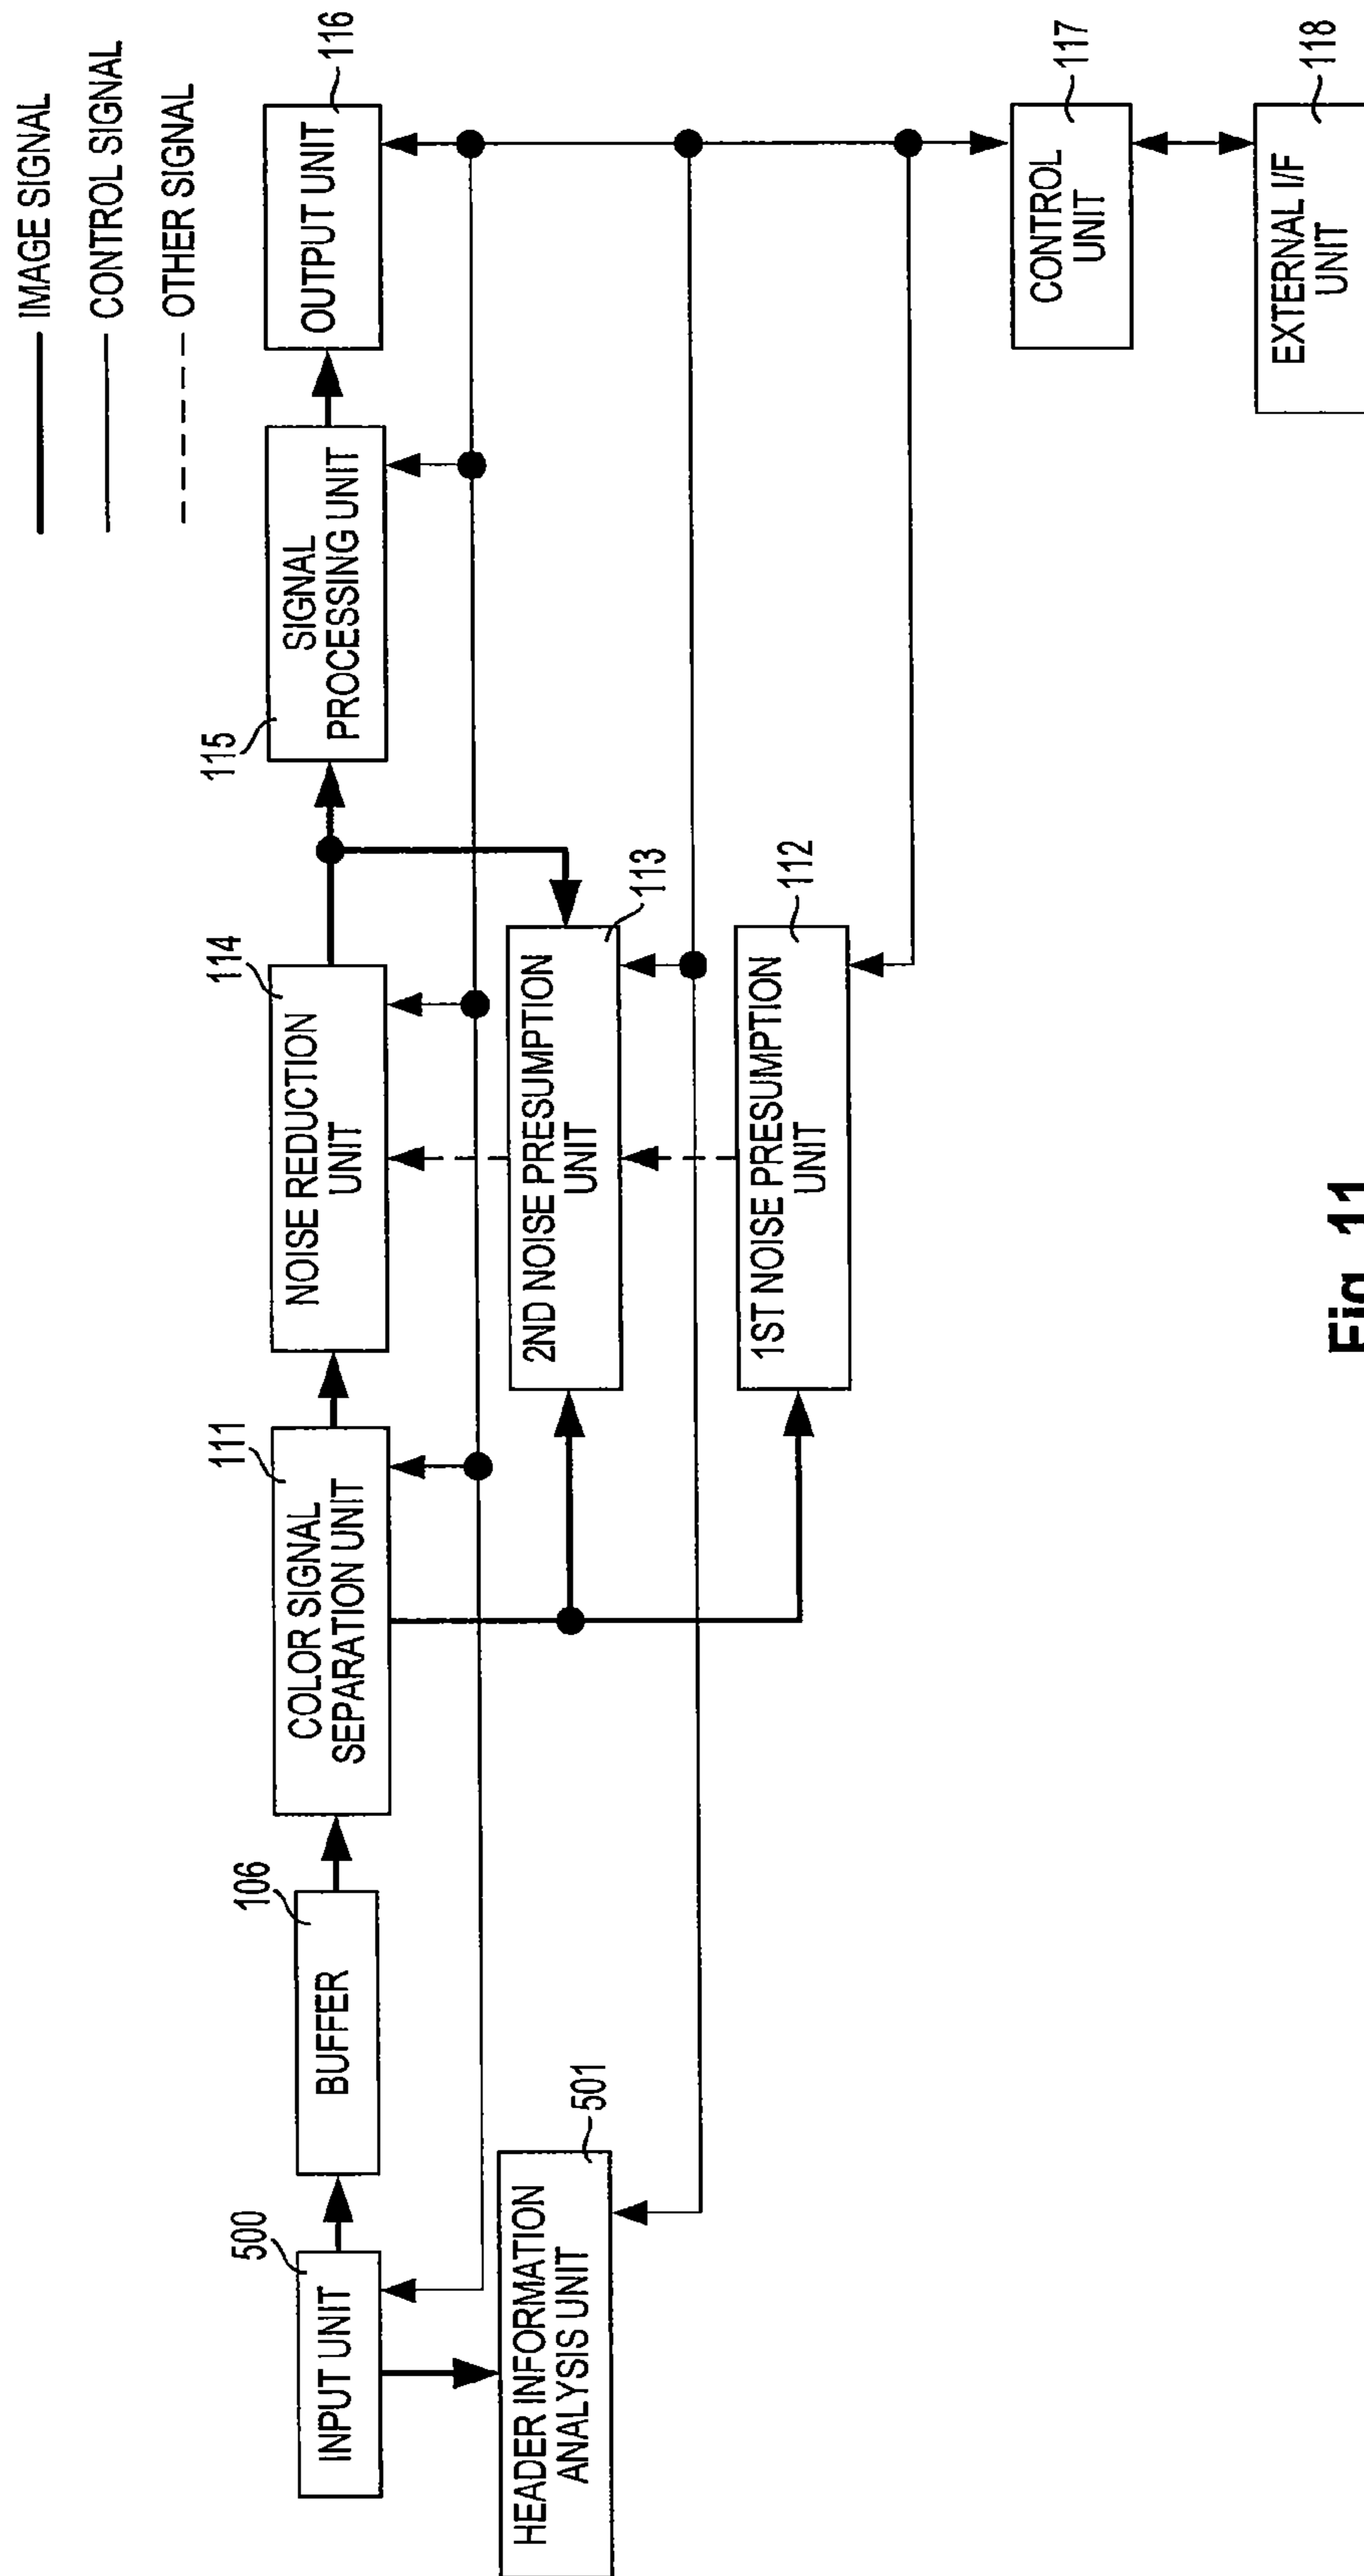 IMAGE SIGNAL
CONTROL SIGNAL
OTHER SIGNAL
500
INPUT UNIT
106
BUFFER
111
COLOR SIGNAL
SEPARATION UNIT
114
NOISE REDUCTION
UNIT
115
SIGNAL
PROCESSING UNIT
OUTPUT UNIT
116
HEADER INFORMATION
ANALYSIS UNIT
501
2ND NOISE PRESUMPTION
UNIT
113
1ST NOISE PRESUMPTION
UNIT
112
CONTROL
UNIT
117
EXTERNAL I/F
UNIT
118
Fig. 11